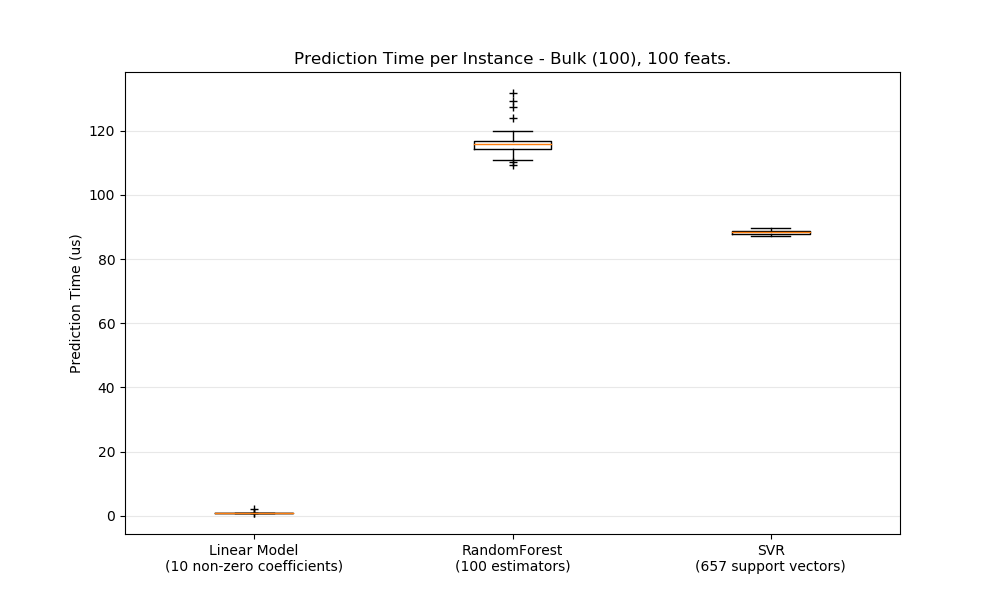 Prediction Time per Instance - Bulk (100), 100 feats.
Prediction Time (us)
120
100
80
60
40
20
0
Linear Model
(10 non-zero coefficients)
RandomForest
(100 estimators)
SVR
(657 support vectors)